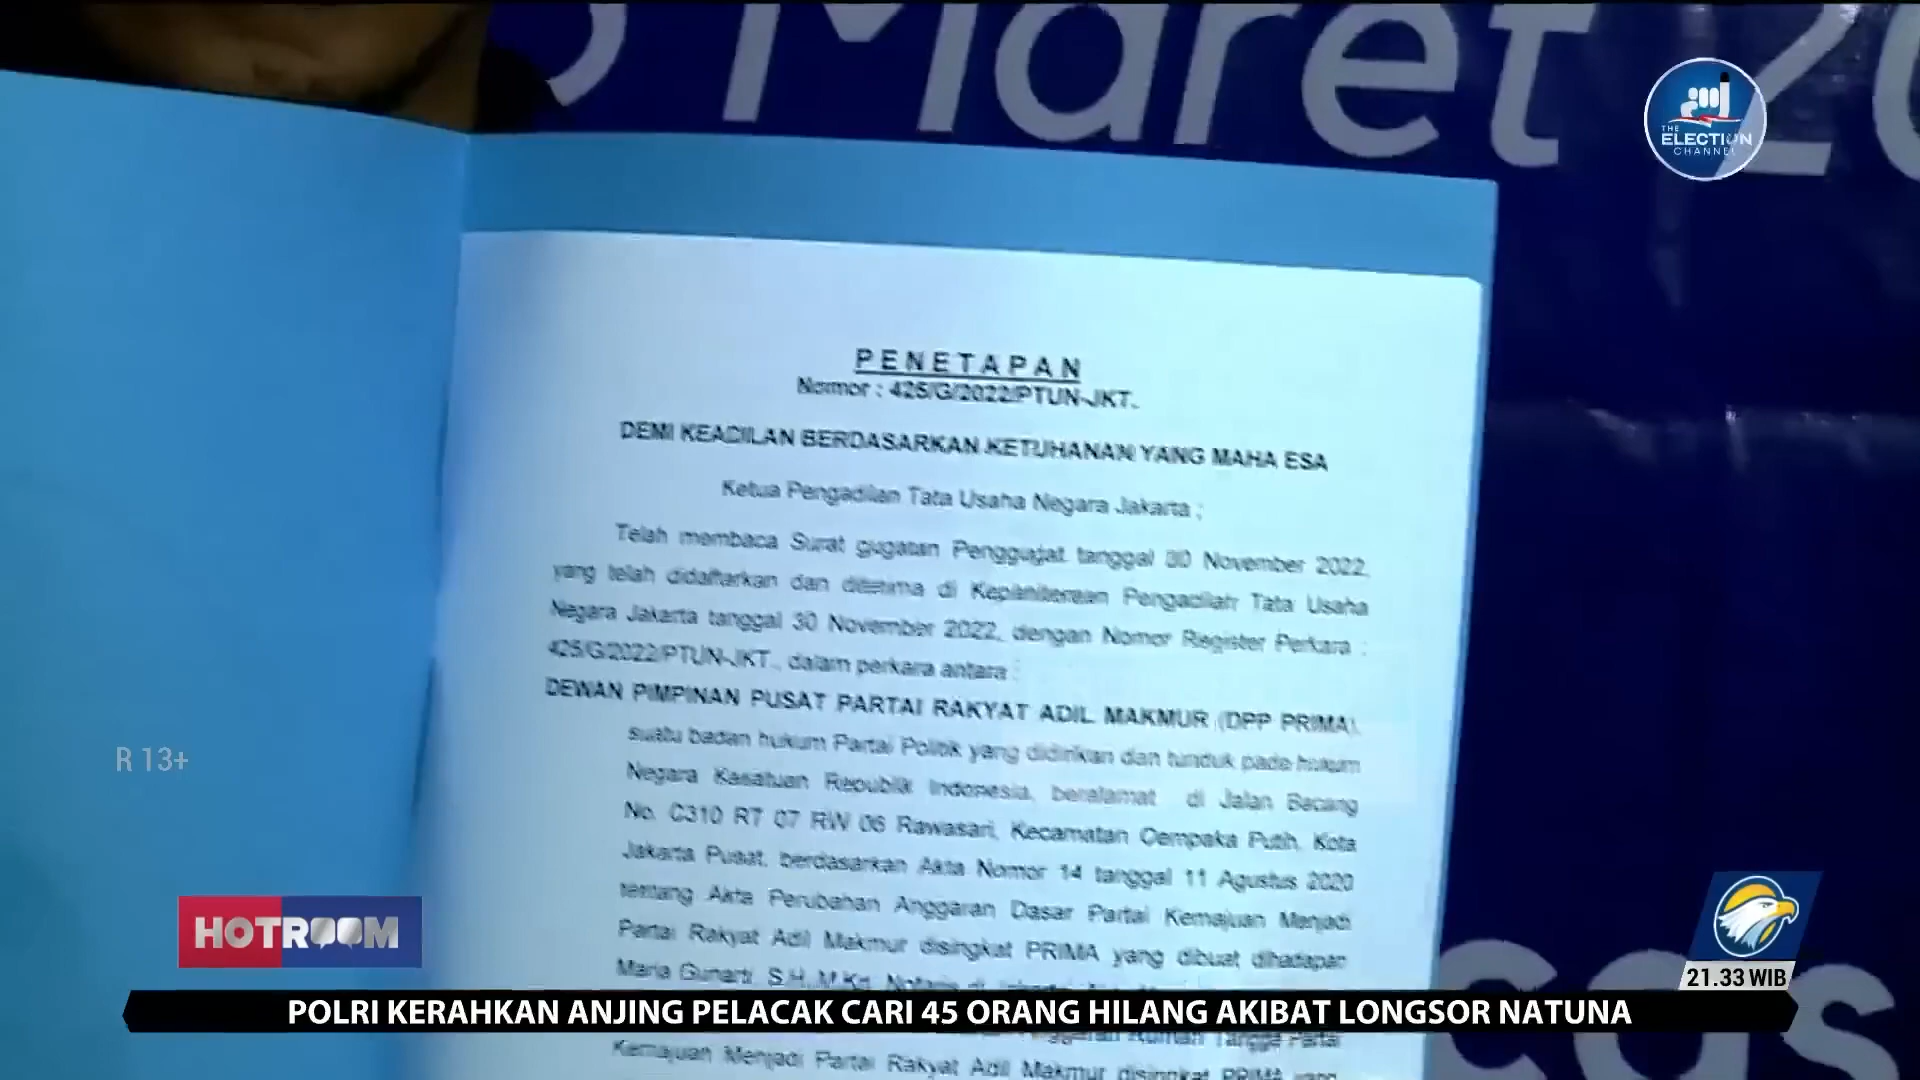 Maret 20
THE
ELECTION
CHANNEL
PENETAPAN
Nomor : 425/G/2022/PTUN-JKT.
DEMI KEADILAN BERDASARKAN KETUHANAN YANG MAHA ESA
Ketua Pengadilan Tata Usaha Negara Jakarta ;
Telah membaca Surat gugatan Penggugat tanggal 30 November 2022,
yang telah didaftarkan dan diterima di Kepaniteraan Pengadilan Tata Usaha
Negara Jakarta tanggal 30 November 2022, dengan Nomor Register Perkara :
425/G/2022/PTUN-JKT., dalam perkara antara :
DEWAN PIMPINAN PUSAT PARTAI RAKYAT ADIL MAKMUR (DPP PRIMA),
suatu badan hukum Partai Politik yang didirikan dan tunduk pada hukum
Negara Kesatuan Republik Indonesia, beralamat di Jalan
No. C310 RT 07 RW 06 Rawasari, Kecamatan Cempaka Putih, Kota
Jakarta Pusat, berdasarkan Akta Nomor 14 tanggal 11 Agustus 2020
tentang Akta Perubahan Anggaran Dasar Partai Kemajuan Menjadi
Partai Rakyat Adil Makmur disingkat PRIMA yang dibuat dihadapan
Maria Gunarti, S.H., M.Kn, Notaris di
Anggaran Rumah Tangga Partai
Kemajuan Menjadi Partai Rakyat Adil Makmur disingkat PRIMA yang
R 13+
HOTROOM
21.33 WIB
POLRI KERAHKAN ANJING PELACAK CARI 45 ORANG HILANG AKIBAT LONGSOR NATUNA
cas